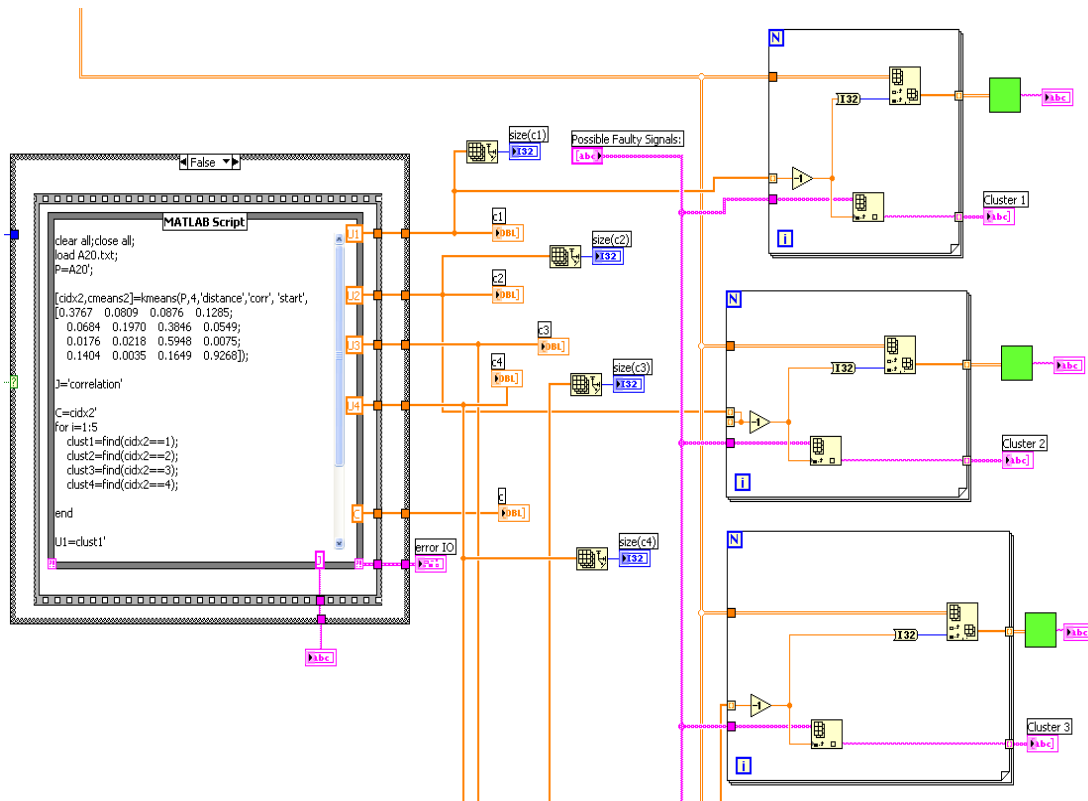 N
I32
abc
-1
Cluster 1
abc
i
size(c1)
I32
Possible Faulty Signals:
abc
False
MATLAB Script
clear all;close all;
load A20.txt;
P=A20';
[cidx2,cmeans2]=kmeans(P,4,'distance','corr', 'start',
[0.3767 0.0809 0.0876 0.1285;
0.0684 0.1970 0.3846 0.0549;
0.0176 0.0218 0.5948 0.0075;
0.1404 0.0035 0.1649 0.9268]);
J='correlation'
C=cidx2'
for i=1:5
clust1=find(cidx2==1);
clust2=find(cidx2==2);
clust3=find(cidx2==3);
clust4=find(cidx2==4);
end
U1=clust1'
U1
U2
U3
U4
C
J
abc
error IO
c1
DBL
size(c2)
I32
c2
DBL
c3
DBL
c4
DBL
size(c3)
I32
c
DBL
size(c4)
I32
N
I32
abc
-1
Cluster 2
abc
i
N
I32
abc
-1
Cluster 3
abc
i